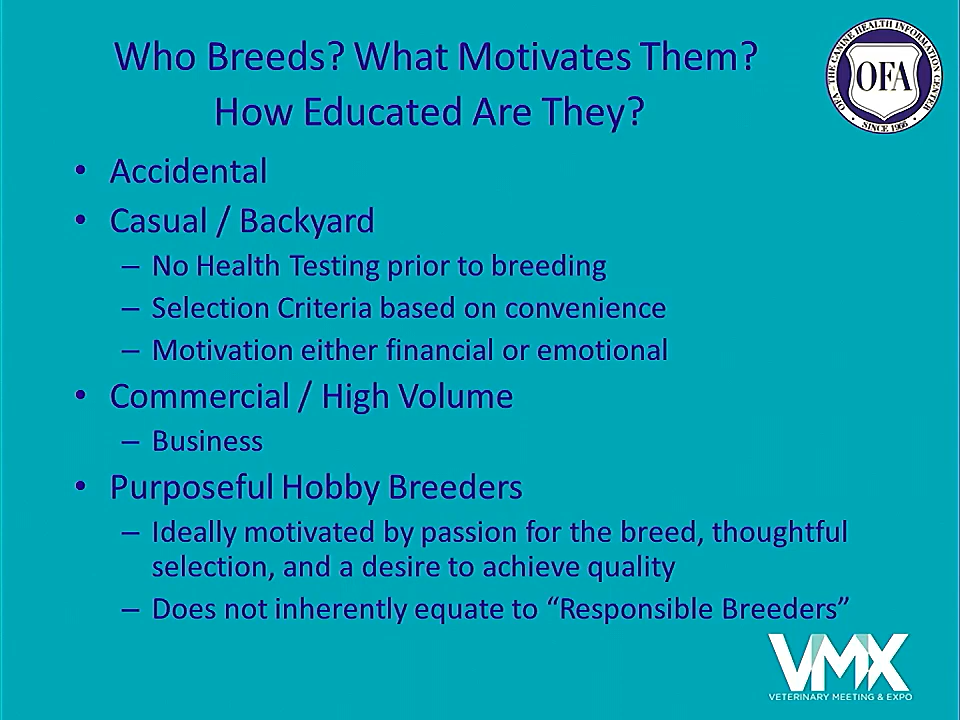 Who Breeds? What Motivates Them?
How Educated Are They?
OFA - THE CANINE HEALTH INFORMATION CENTER
OFA
• SINCE 1966 •
• Accidental
• Casual / Backyard
– No Health Testing prior to breeding
– Selection Criteria based on convenience
– Motivation either financial or emotional
• Commercial / High Volume
– Business
• Purposeful Hobby Breeders
– Ideally motivated by passion for the breed, thoughtful
selection, and a desire to achieve quality
– Does not inherently equate to “Responsible Breeders”
VMX
VETERINARY MEETING & EXPO